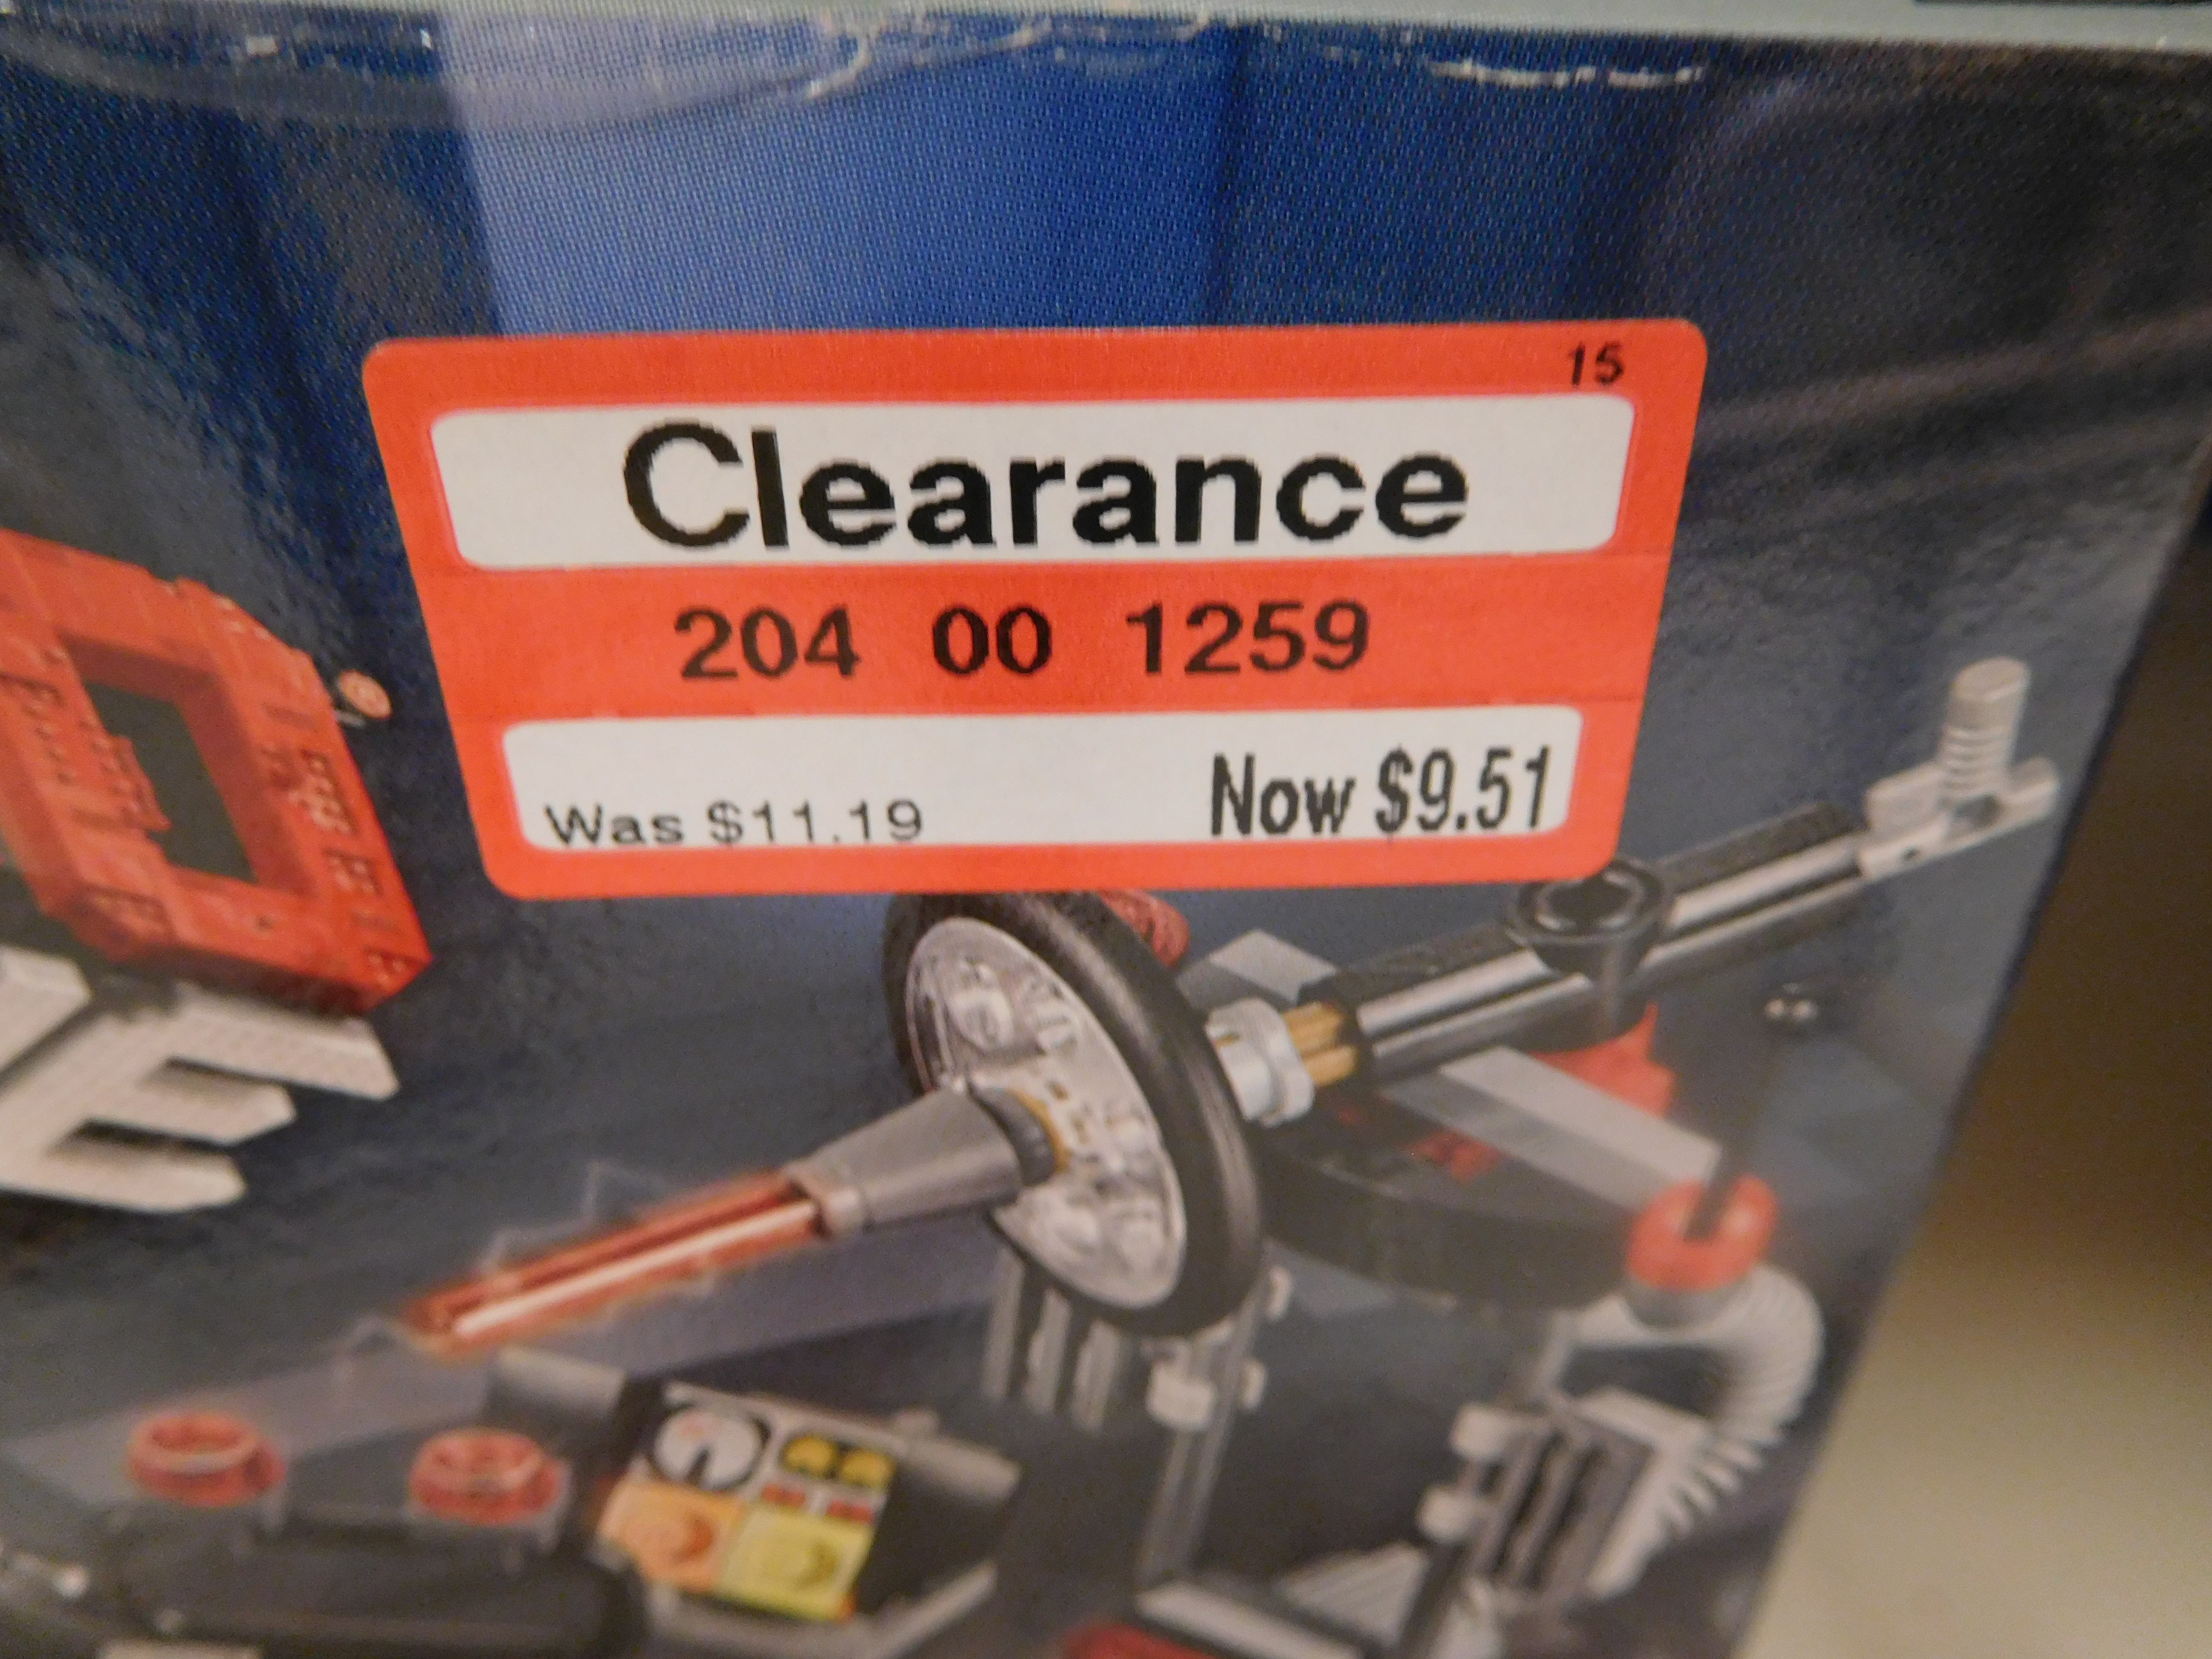 15
Clearance
204 00 1259
Was $11.19 Now $9.51